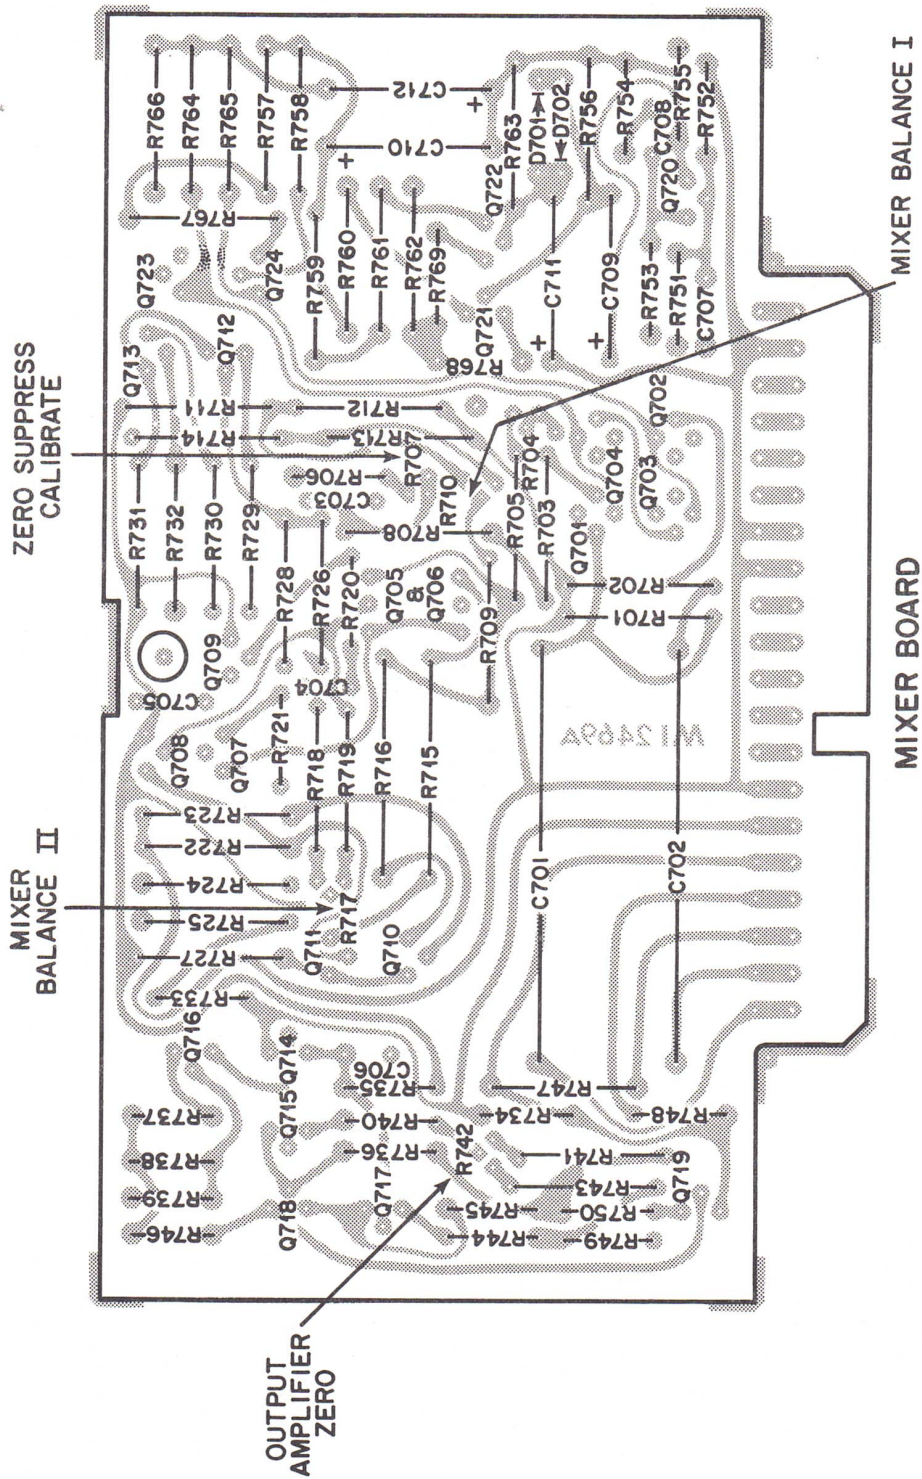 ZERO SUPPRESS
CALIBRATE
MIXER
BALANCE II
OUTPUT
AMPLIFIER
ZERO
MIXER BALANCE I
MIXER BOARD
R766
R764
R765
R757
R758
R767
Q723
Q724
C712
+
C710
+
R759
R760
R761
R762
R769
Q722
R763
D701
D702
R756
R754
C708
R755
R752
Q720
C711
+
C709
+
R753
R751
C707
Q721
R768
Q713
Q712
R711
R714
R712
R713
R707
R706
C703
R710
R708
R704
R705
R703
Q702
Q704
Q703
Q701
R702
R701
R731
R732
R730
R729
R728
R726
R720
Q705
&
Q706
R709
Q709
C705
C704
Q708
Q707
R721
R718
R719
R716
R715
M12469A
C701
C702
R723
R722
R724
R725
R727
R733
R717
Q711
Q710
Q716
Q714
Q715
C706
R735
R740
R736
R747
R734
R748
R742
R741
R743
R745
R744
R750
R749
Q719
Q717
Q718
R737
R738
R739
R746